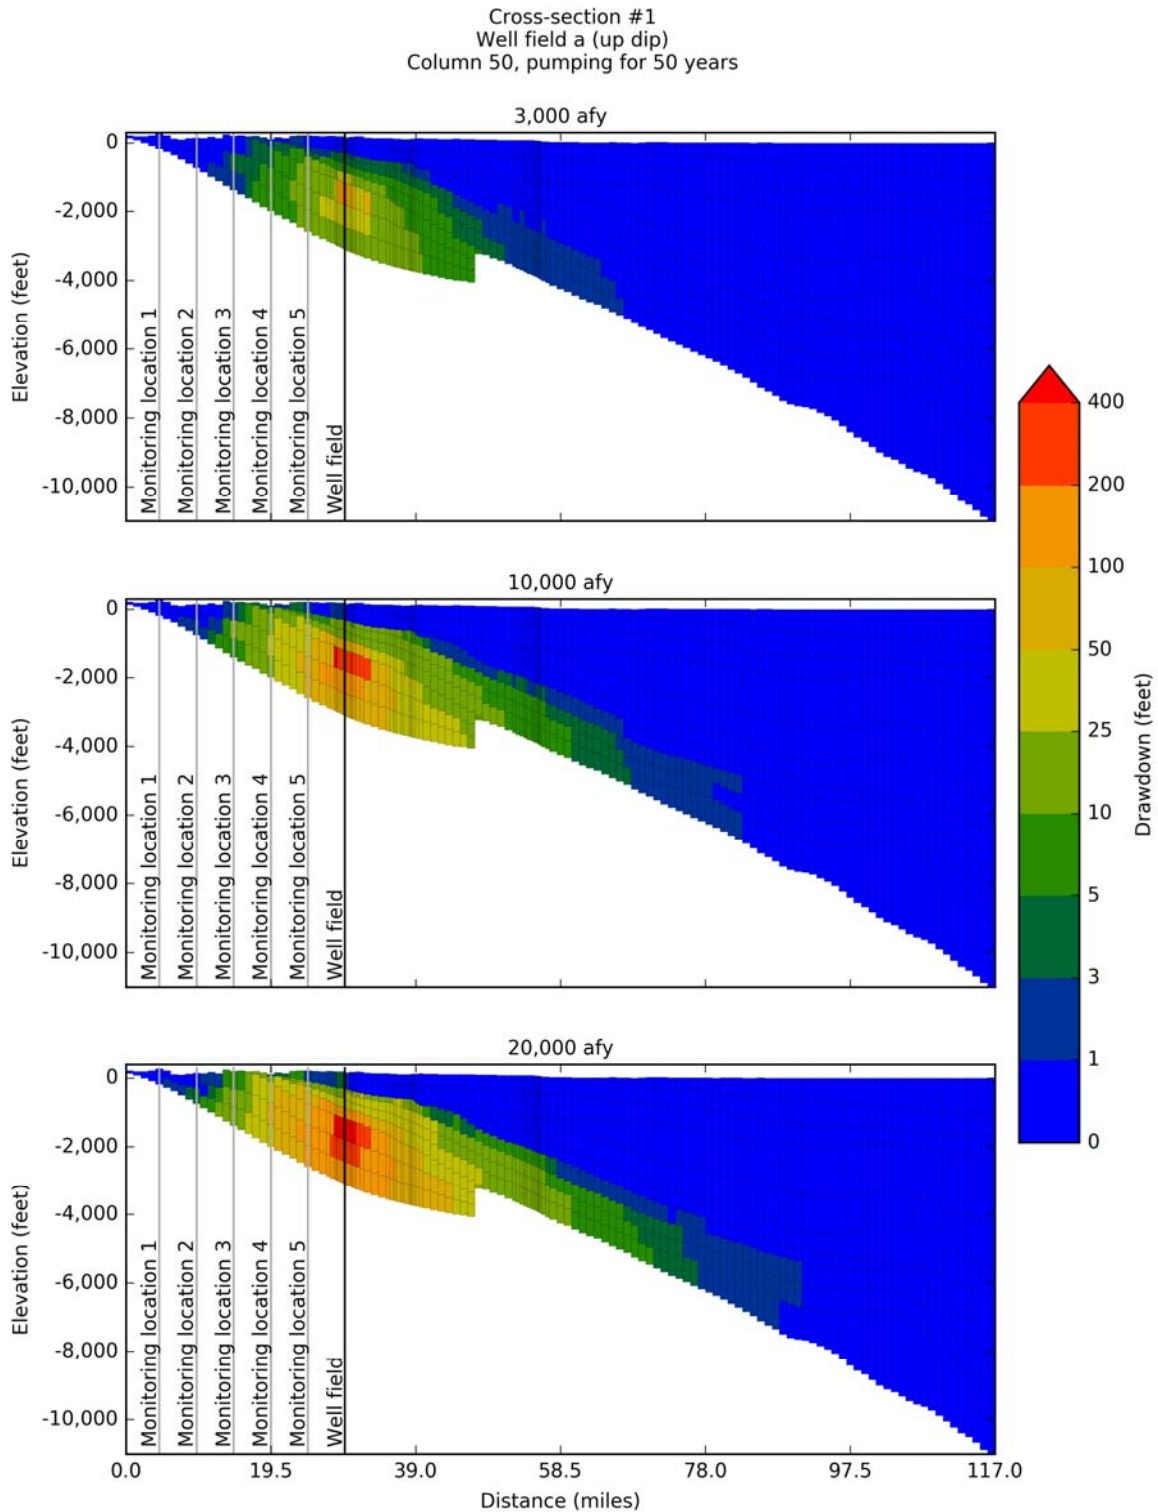 Cross-section #1
Well field a (up dip)
Column 50, pumping for 50 years
3,000 afy
0
-2,000
-4,000
-6,000
-8,000
-10,000
Elevation (feet)
Monitoring location 1
Monitoring location 2
Monitoring location 3
Monitoring location 4
Monitoring location 5
Well field
10,000 afy
0
-2,000
-4,000
-6,000
-8,000
-10,000
Elevation (feet)
Monitoring location 1
Monitoring location 2
Monitoring location 3
Monitoring location 4
Monitoring location 5
Well field
20,000 afy
0
-2,000
-4,000
-6,000
-8,000
-10,000
Elevation (feet)
Monitoring location 1
Monitoring location 2
Monitoring location 3
Monitoring location 4
Monitoring location 5
Well field
0.0 19.5 39.0 58.5 78.0 97.5 117.0
Distance (miles)
400
200
100
50
25
10
5
3
1
0
Drawdown (feet)